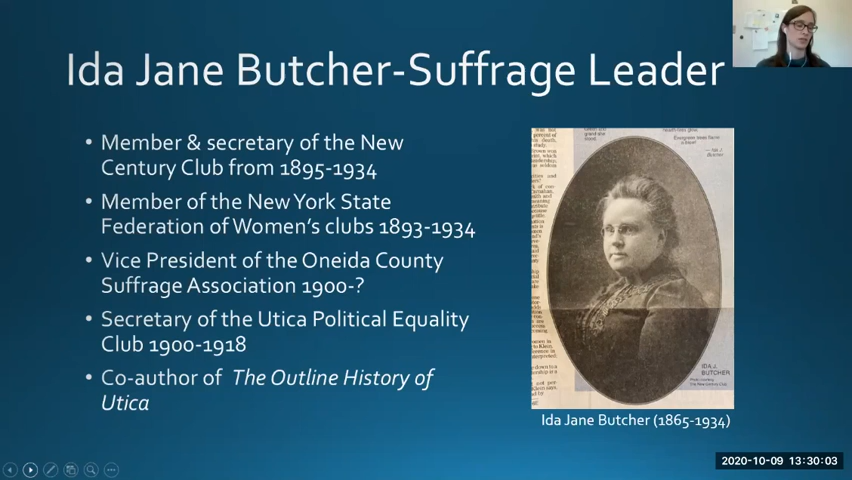 Ida Jane Butcher-Suffrage Leader
• Member & secretary of the New
Century Club from 1895-1934
• Member of the New York State
Federation of Women's clubs 1893-1934
• Vice President of the Oneida County
Suffrage Association 1900-?
• Secretary of the Utica Political Equality
Club 1900-1918
• Co-author of The Outline History of
Utica
IDA J.
BUTCHER
Ida Jane Butcher (1865-1934)
2020-10-09 13:30:03